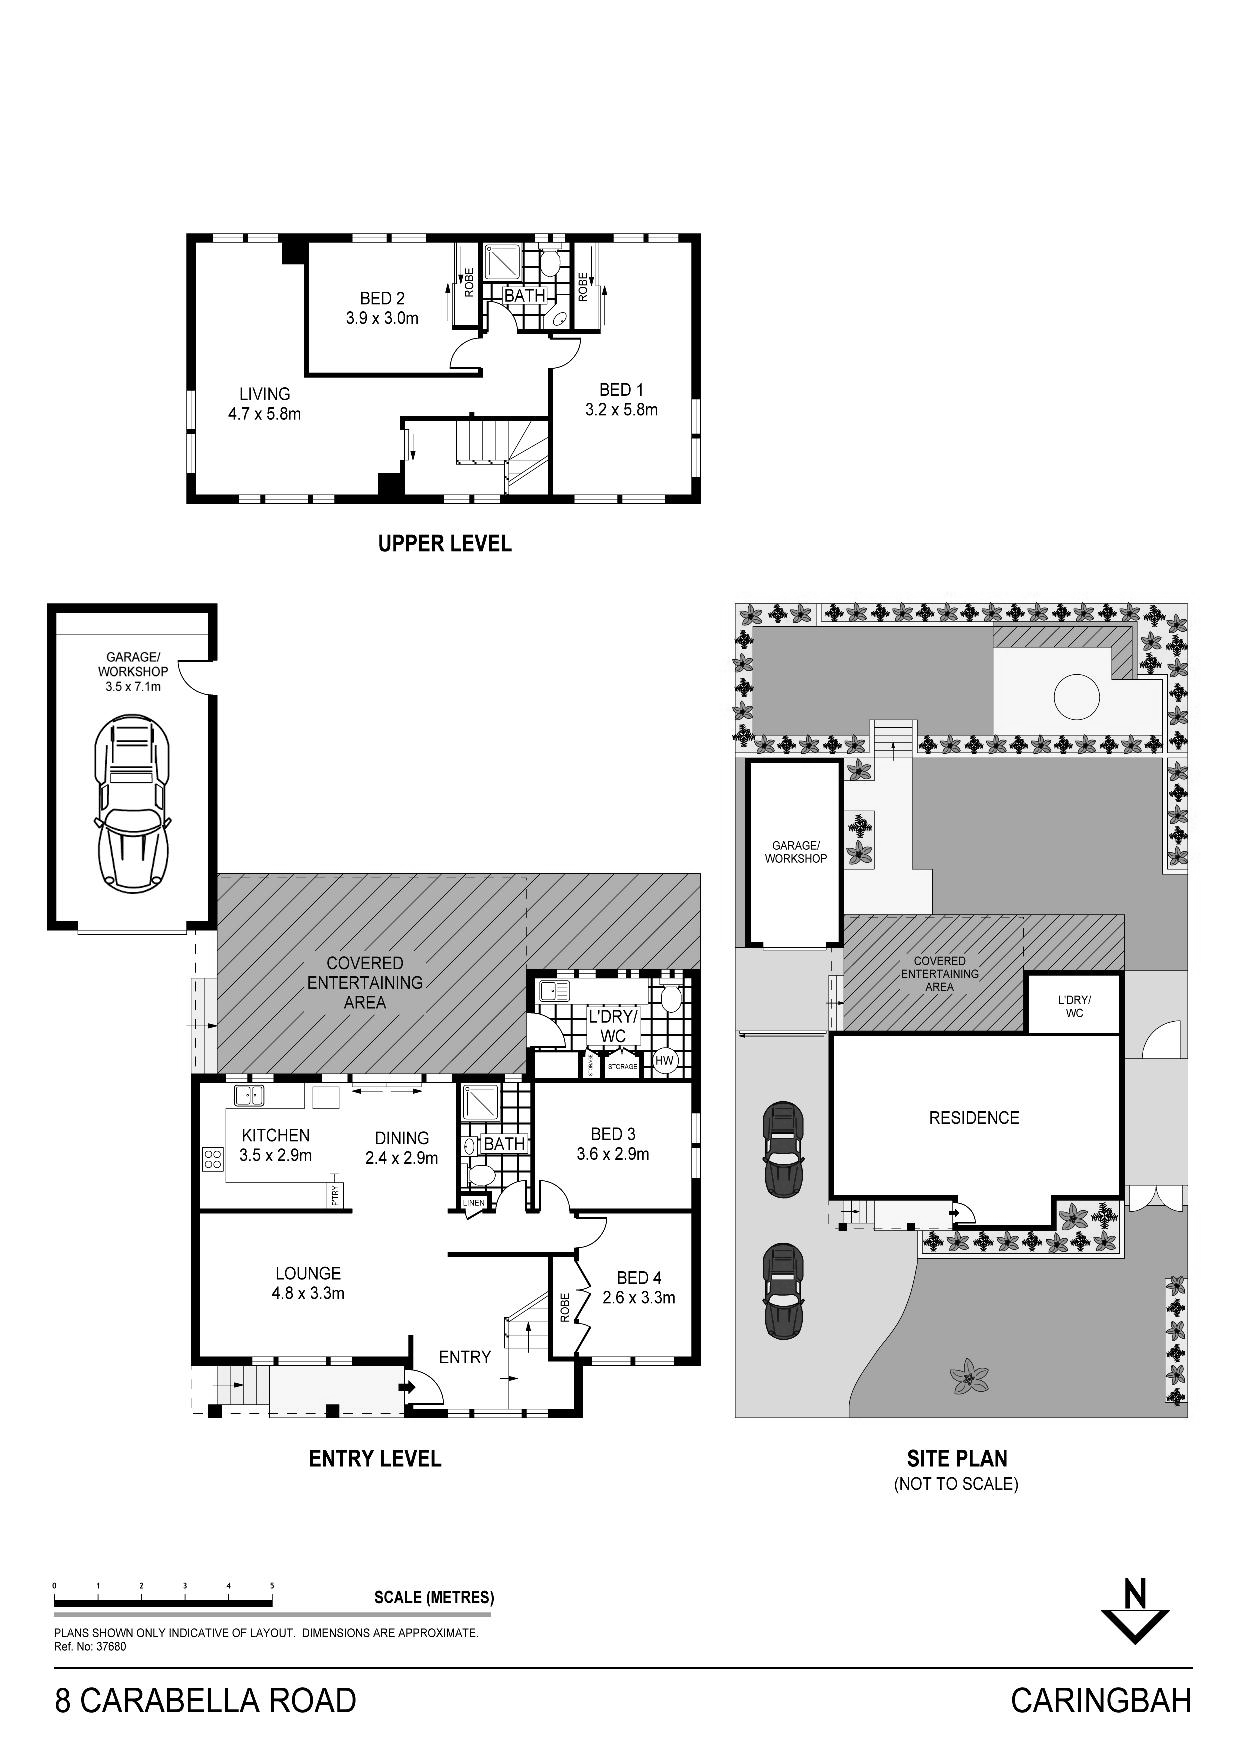 BED 2
3.9 x 3.0m
ROBE
BATH
ROBE
LIVING
4.7 x 5.8m
BED 1
3.2 x 5.8m
UPPER LEVEL
GARAGE/
WORKSHOP
3.5 x 7.1m
COVERED
ENTERTAINING
AREA
L'DRY/
WC
STORAGE
STORAGE
HW
KITCHEN
3.5 x 2.9m
DINING
2.4 x 2.9m
BATH
BED 3
3.6 x 2.9m
P'TRY
LINEN
LOUNGE
4.8 x 3.3m
ROBE
BED 4
2.6 x 3.3m
ENTRY
ENTRY LEVEL
GARAGE/
WORKSHOP
COVERED
ENTERTAINING
AREA
L'DRY/
WC
RESIDENCE
SITE PLAN
(NOT TO SCALE)
0 1 2 3 4 5
SCALE (METRES)
PLANS SHOWN ONLY INDICATIVE OF LAYOUT. DIMENSIONS ARE APPROXIMATE.
Ref. No: 37680
N
8 CARABELLA ROAD
CARINGBAH